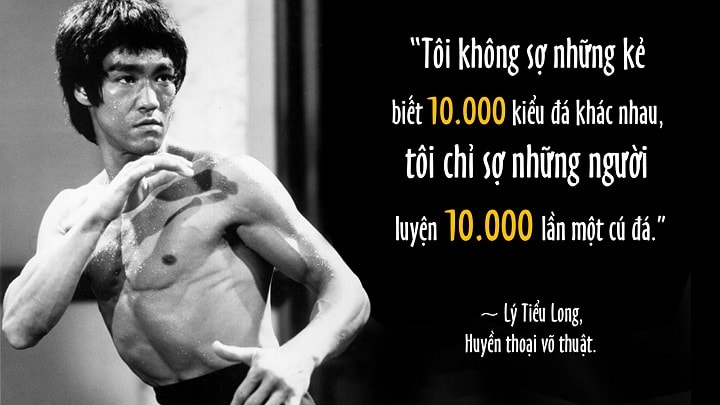 “Tôi không sợ những kẻ
biết 10.000 kiểu đá khác nhau,
tôi chỉ sợ những người
luyện 10.000 lần một cú đá.”
~ Lý Tiểu Long,
Huyền thoại võ thuật.